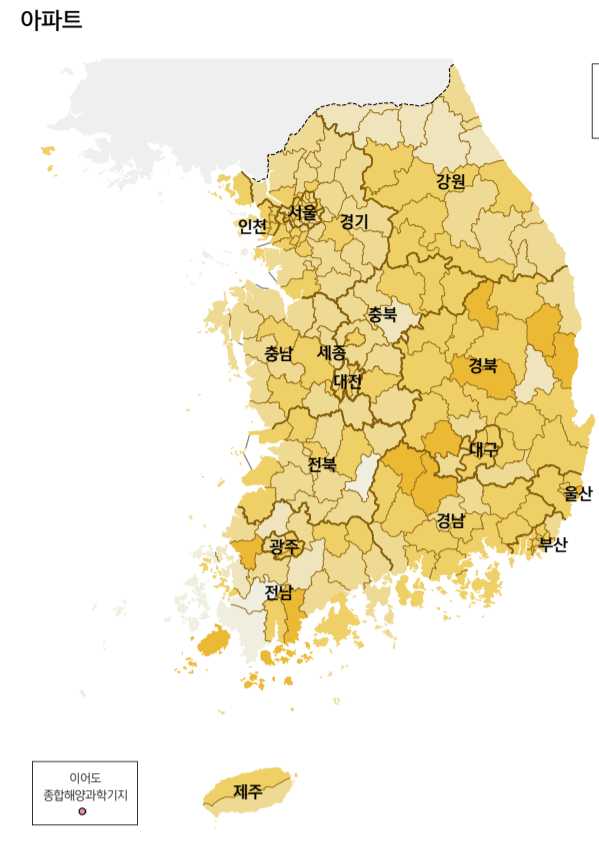 아파트
강원
서울
경기
인천
충북
충남
세종
경북
대전
대구
전북
울산
경남
부산
광주
전남
이어도
종합해양과학기지
제주